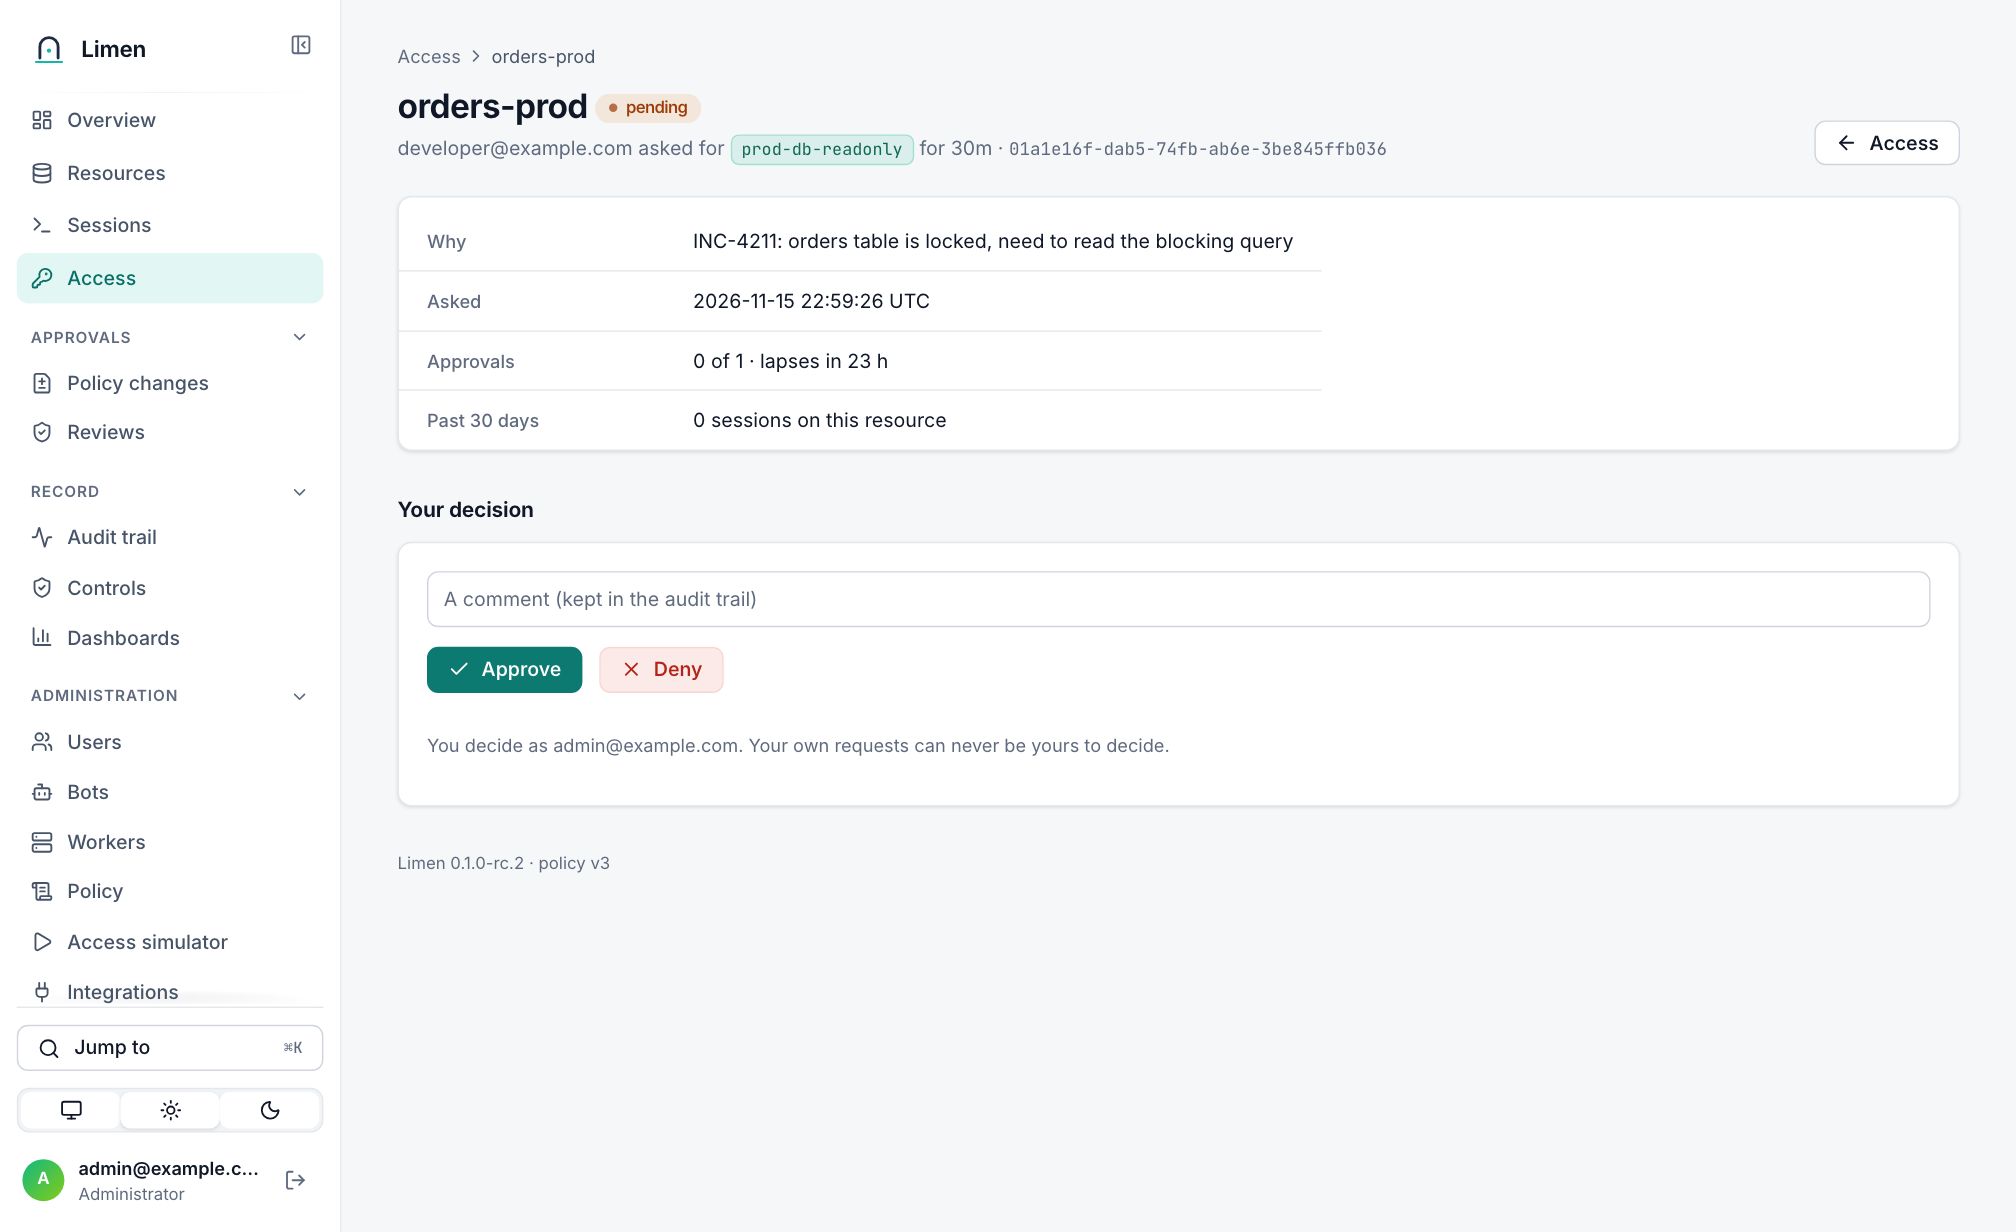 Limen
Overview
Resources
Sessions
Access
APPROVALS
Policy changes
Reviews
RECORD
Audit trail
Controls
Dashboards
ADMINISTRATION
Users
Bots
Workers
Policy
Access simulator
Integrations
Jump to ⌘K
A
admin@example.c...
Administrator
Access > orders-prod
orders-prod pending
developer@example.com asked for prod-db-readonly for 30m · 01a1e16f-dab5-74fb-ab6e-3be845ffb036
Access
Why INC-4211: orders table is locked, need to read the blocking query
Asked 2026-11-15 22:59:26 UTC
Approvals 0 of 1 · lapses in 23 h
Past 30 days 0 sessions on this resource
Your decision
A comment (kept in the audit trail)
Approve Deny
You decide as admin@example.com. Your own requests can never be yours to decide.
Limen 0.1.0-rc.2 · policy v3